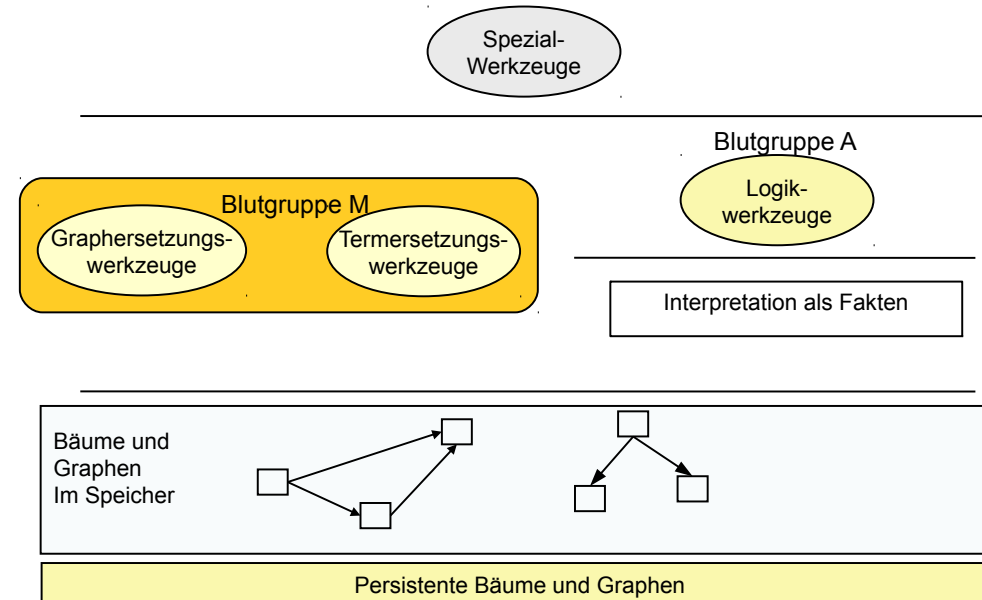 Spezial-
Werkzeuge
Blutgruppe A
Logik-
werkzeuge
Blutgruppe M
Graphersetzungs-
werkzeuge
Termersetzungs-
werkzeuge
Interpretation als Fakten
Bäume und
Graphen
Im Speicher
Persistente Bäume und Graphen